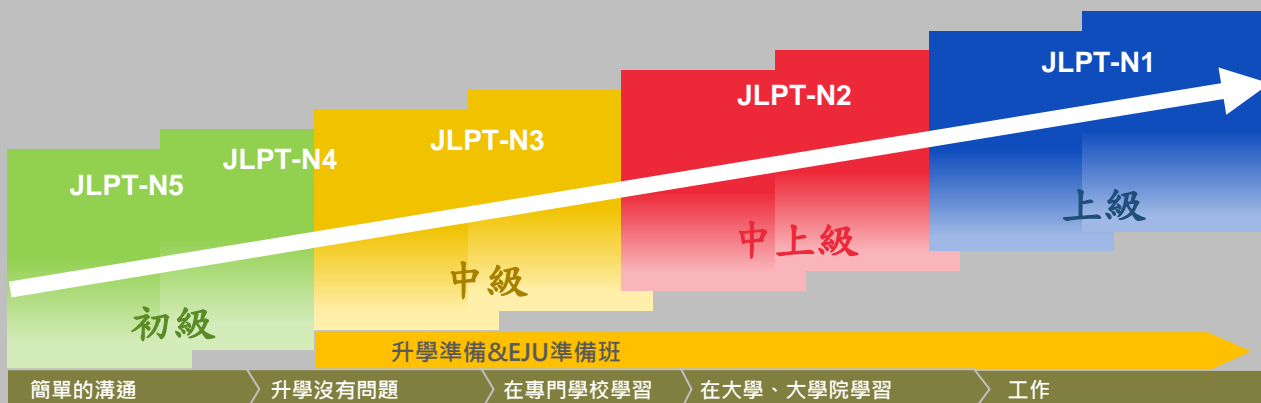 JLPT-N5
JLPT-N4
JLPT-N3
JLPT-N2
JLPT-N1
初級
中級
中上級
上級
升學準備&EJU準備班
簡單的溝通
升學沒有問題
在專門學校學習
在大學、大學院學習
工作